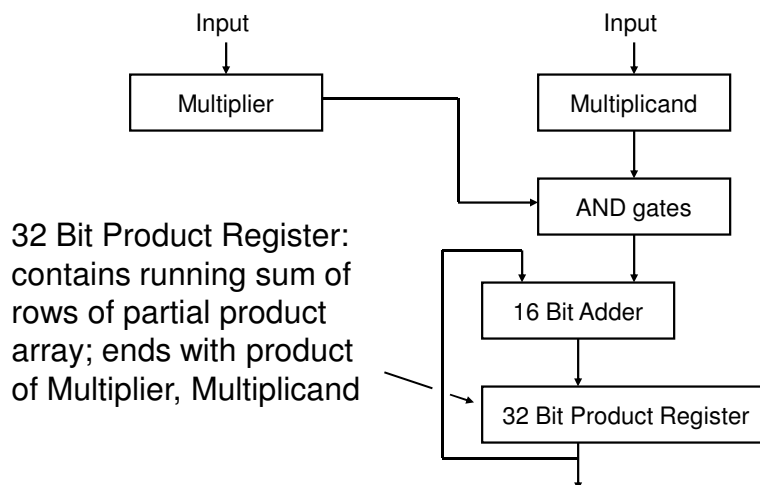 Input
Input
Multiplier
Multiplicand
AND gates
32 Bit Product Register:
contains running sum of
rows of partial product
array; ends with product
of Multiplier, Multiplicand
16 Bit Adder
32 Bit Product Register